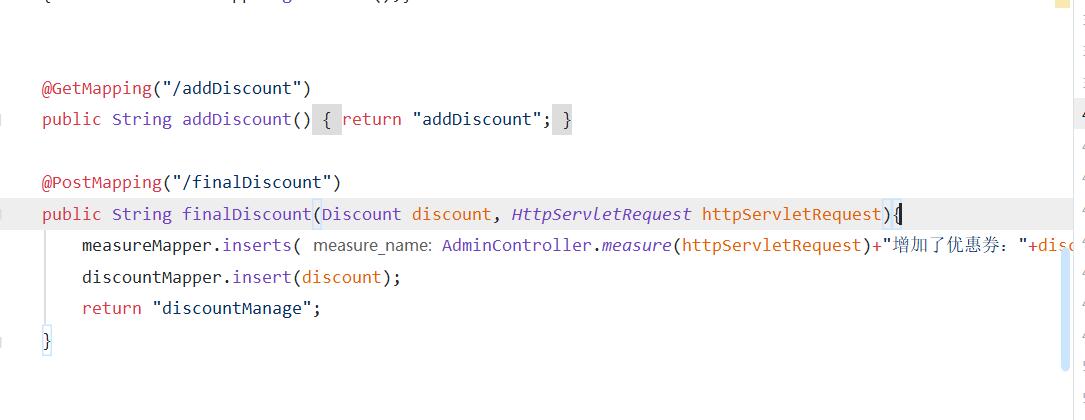 @GetMapping("/addDiscount")
public String addDiscount() { return "addDiscount"; }
@PostMapping("/finalDiscount")
public String finalDiscount(Discount discount, HttpServletRequest httpServletRequest){
measureMapper.inserts( measure_name: AdminController.measure(httpServletRequest)+"增加了优惠券："+disc
discountMapper.insert(discount);
return "discountManage";
}